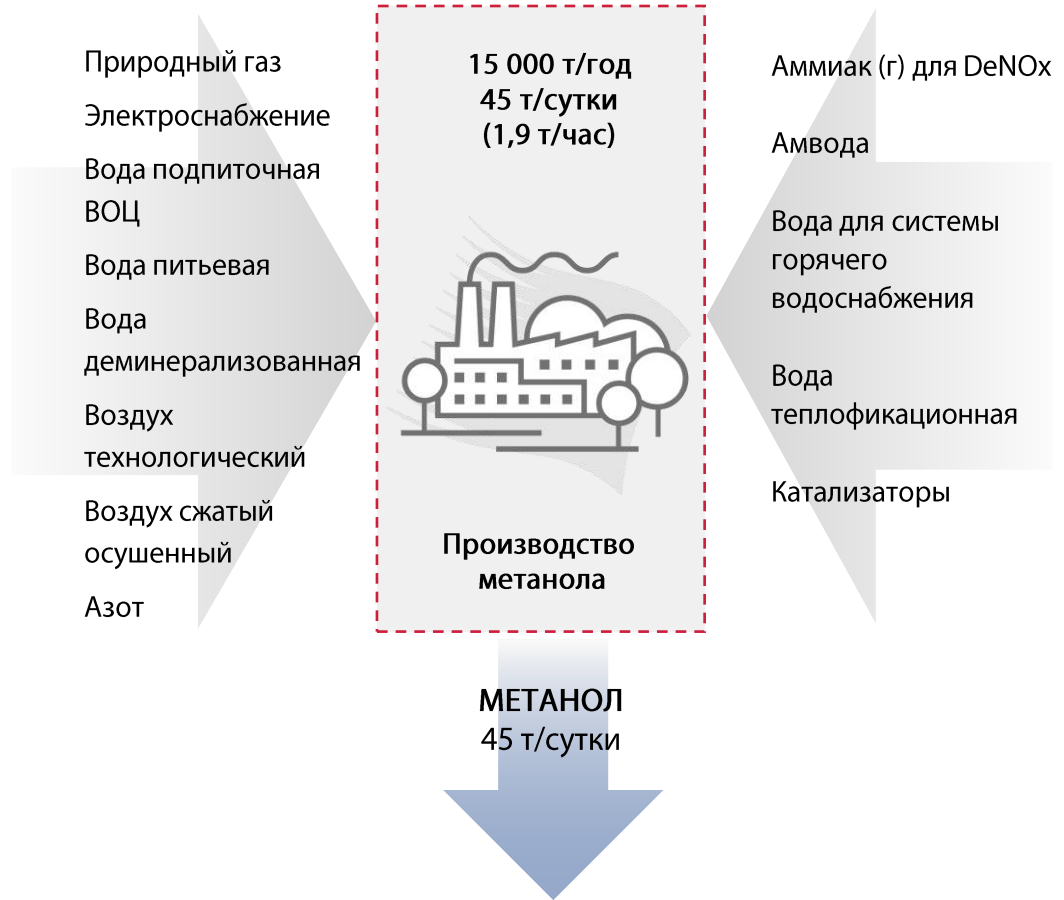 Природный газ
Электроснабжение
Вода подпиточная
ВОЦ
Вода питьевая
Вода
деминерализованная
Воздух
технологический
Воздух сжатый
осушенный
Азот
15 000 т/год
45 т/сутки
(1,9 т/час)
Производство
метанола
Аммиак (г) для DeNOx
Амвода
Вода для системы
горячего
водоснабжения
Вода
теплофикационная
Катализаторы
МЕТАНОЛ
45 т/сутки